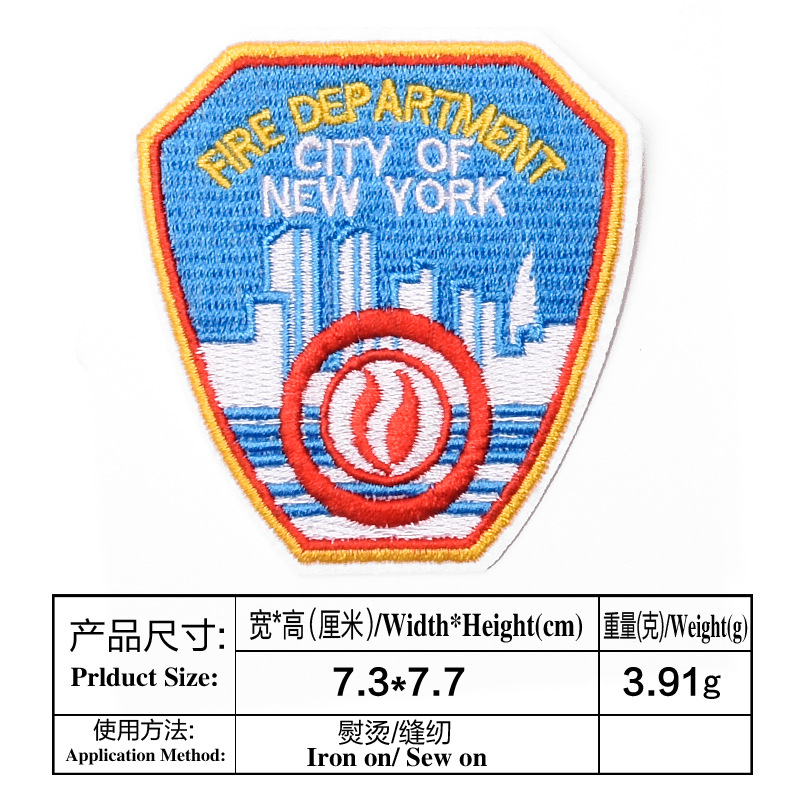 FIRE DEPARTMENT
CITY OF
NEW YORK
产品尺寸:
Prlduct Size:
宽*高(厘米)/Width*Height(cm)
重量(克)/Weight(g)
7.3*7.7
3.91g
使用方法:
Application Method:
熨烫/缝纫
Iron on/ Sew on